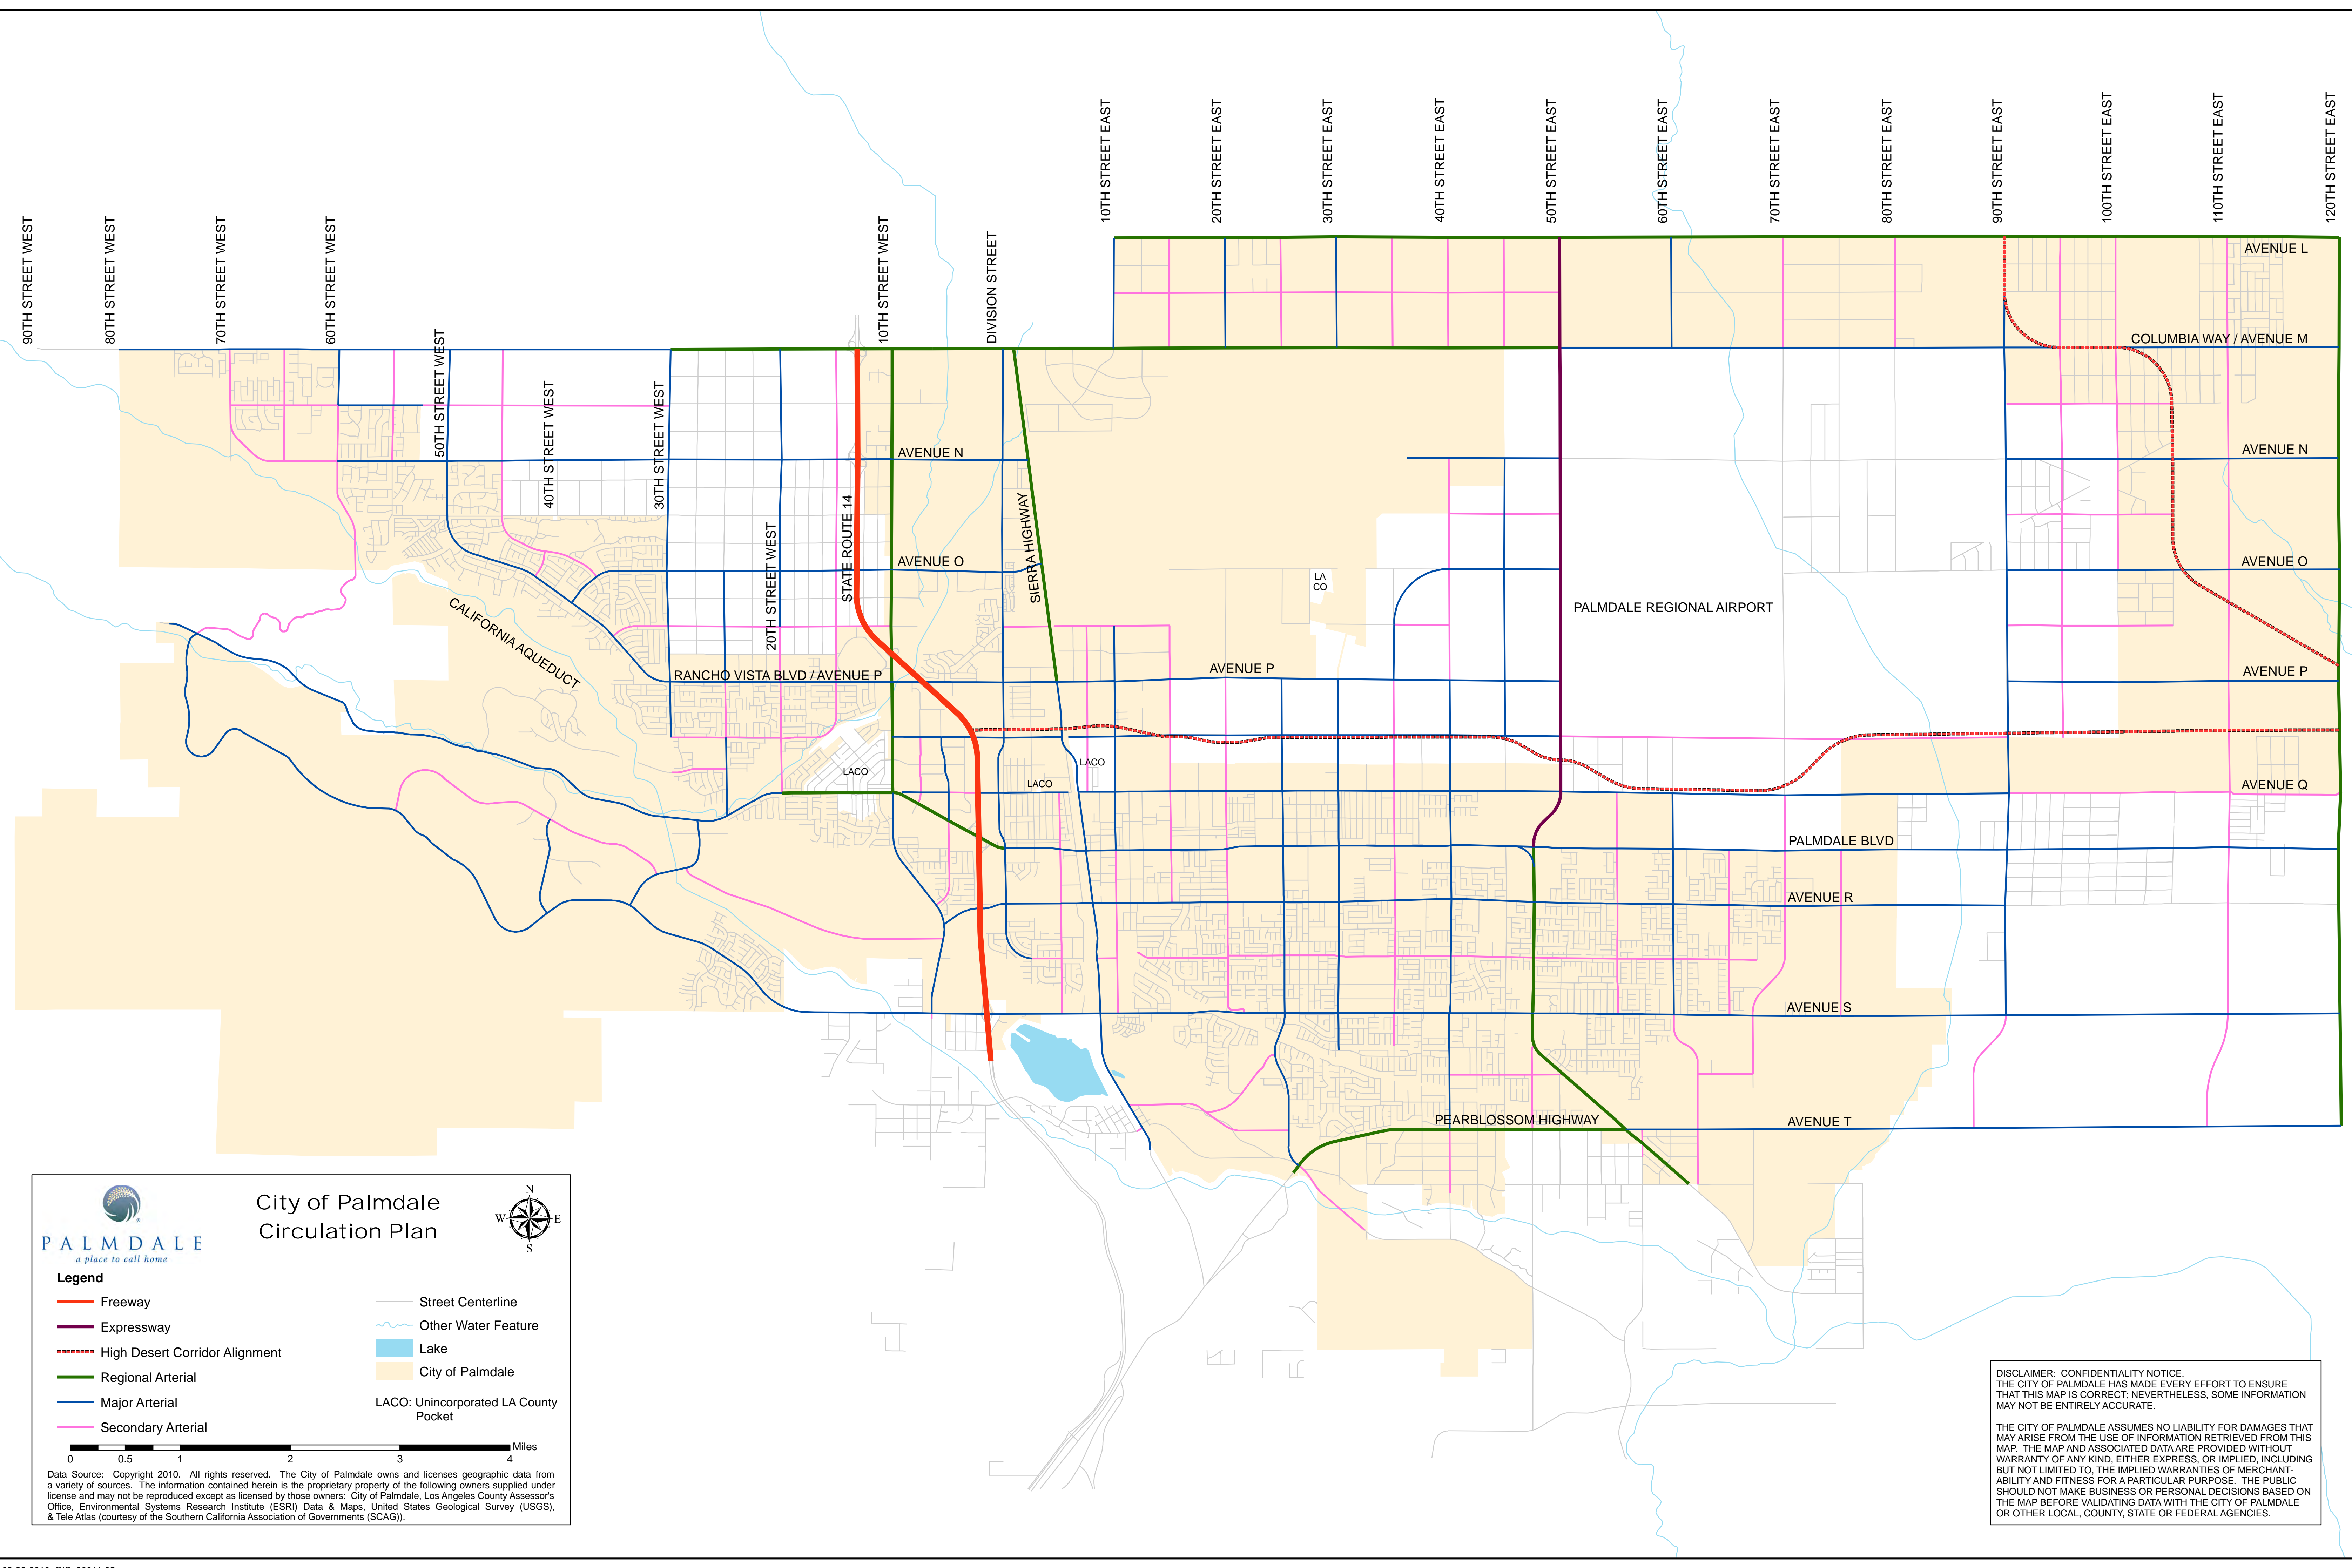 10TH STREET EAST
20TH STREET EAST
30TH STREET EAST
40TH STREET EAST
50TH STREET EAST
60TH STREET EAST
70TH STREET EAST
80TH STREET EAST
90TH STREET EAST
100TH STREET EAST
110TH STREET EAST
120TH STREET EAST
90TH STREET WEST
80TH STREET WEST
70TH STREET WEST
60TH STREET WEST
50TH STREET WEST
40TH STREET WEST
30TH STREET WEST
20TH STREET WEST
STATE ROUTE 14
10TH STREET WEST
DIVISION STREET
SIERRA HIGHWAY
AVENUE L
COLUMBIA WAY / AVENUE M
AVENUE N
AVENUE N
AVENUE O
AVENUE O
LA
CO
PALMDALE REGIONAL AIRPORT
CALIFORNIA AQUEDUCT
RANCHO VISTA BLVD / AVENUE P
AVENUE P
AVENUE P
LACO
LACO
LACO
AVENUE Q
PALMDALE BLVD
AVENUE R
AVENUE S
PEARBLOSSOM HIGHWAY
AVENUE T
PALMDALE
a place to call home
City of Palmdale
Circulation Plan
N
W
E
S
Legend
Freeway
Expressway
High Desert Corridor Alignment
Regional Arterial
Major Arterial
Secondary Arterial
Street Centerline
Other Water Feature
Lake
City of Palmdale
LACO: Unincorporated LA County
Pocket
Miles
0 0.5 1 2 3 4
Data Source: Copyright 2010. All rights reserved. The City of Palmdale owns and licenses geographic data from
a variety of sources. The information contained herein is the proprietary property of the following owners supplied under
license and may not be reproduced except as licensed by those owners: City of Palmdale, Los Angeles County Assessor's
Office, Environmental Systems Research Institute (ESRI) Data & Maps, United States Geological Survey (USGS),
& Tele Atlas (courtesy of the Southern California Association of Governments (SCAG)).
DISCLAIMER: CONFIDENTIALITY NOTICE.
THE CITY OF PALMDALE HAS MADE EVERY EFFORT TO ENSURE
THAT THIS MAP IS CORRECT; NEVERTHELESS, SOME INFORMATION
MAY NOT BE ENTIRELY ACCURATE.
THE CITY OF PALMDALE ASSUMES NO LIABILITY FOR DAMAGES THAT
MAY ARISE FROM THE USE OF INFORMATION RETRIEVED FROM THIS
MAP. THE MAP AND ASSOCIATED DATA ARE PROVIDED WITHOUT
WARRANTY OF ANY KIND, EITHER EXPRESS, OR IMPLIED, INCLUDING
BUT NOT LIMITED TO, THE IMPLIED WARRANTIES OF MERCHANT-
ABILITY AND FITNESS FOR A PARTICULAR PURPOSE. THE PUBLIC
SHOULD NOT MAKE BUSINESS OR PERSONAL DECISIONS BASED ON
THE MAP BEFORE VALIDATING DATA WITH THE CITY OF PALMDALE
OR OTHER LOCAL, COUNTY, STATE OR FEDERAL AGENCIES.